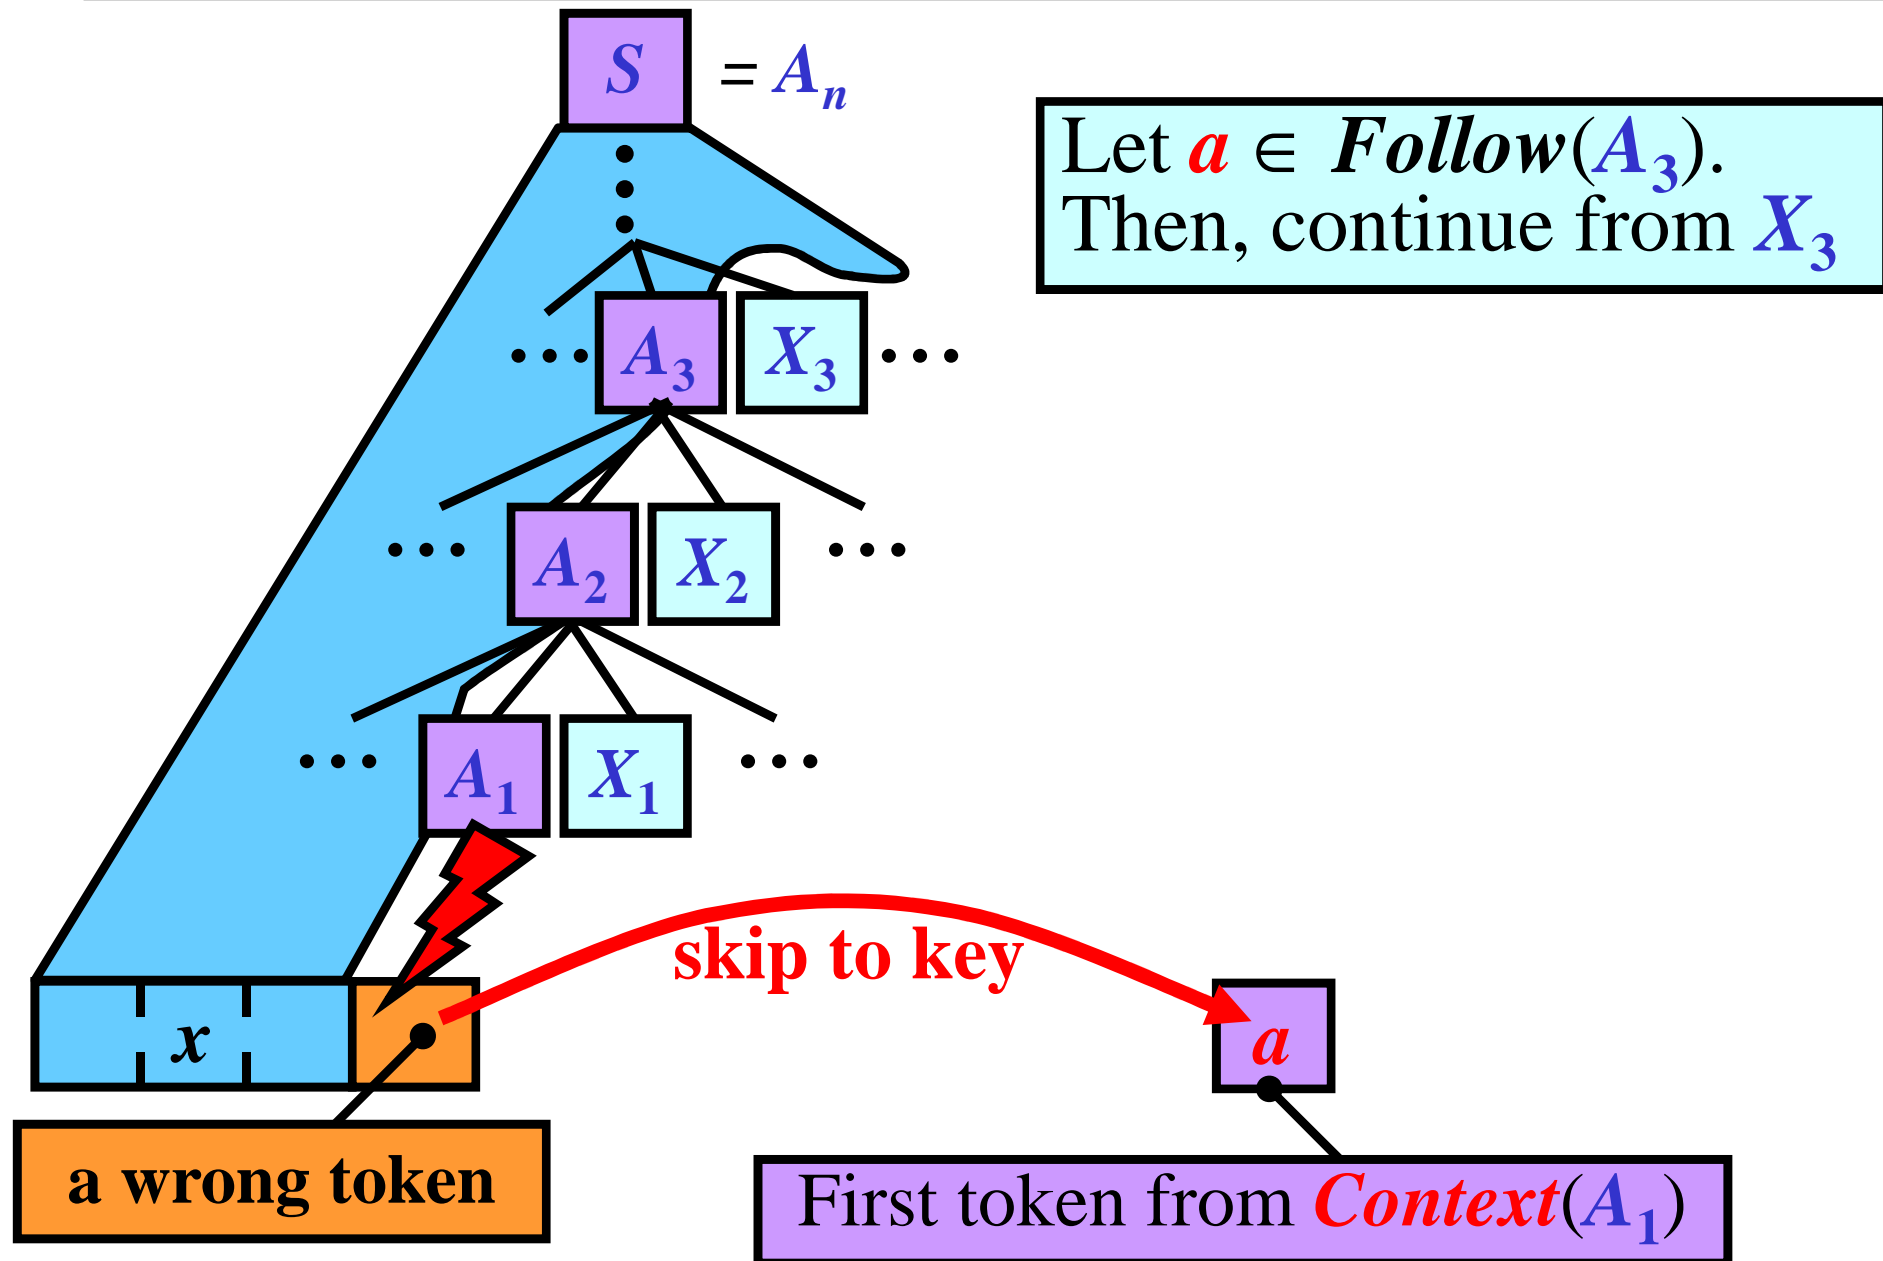 S = Aₙ
Let a ∈ Follow(A₃).
Then, continue from X₃
••• A₃ X₃ •••
••• A₂ X₂ •••
••• A₁ X₁ •••
skip to key
x
a
a wrong token
First token from Context(A₁)